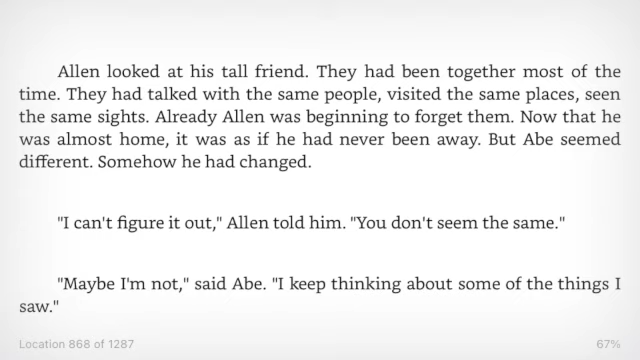 Allen looked at his tall friend. They had been together most of the
time. They had talked with the same people, visited the same places, seen
the same sights. Already Allen was beginning to forget them. Now that he
was almost home, it was as if he had never been away. But Abe seemed
different. Somehow he had changed.
"I can't figure it out," Allen told him. "You don't seem the same."
"Maybe I'm not," said Abe. "I keep thinking about some of the things I
saw."
Location 868 of 1287
67%